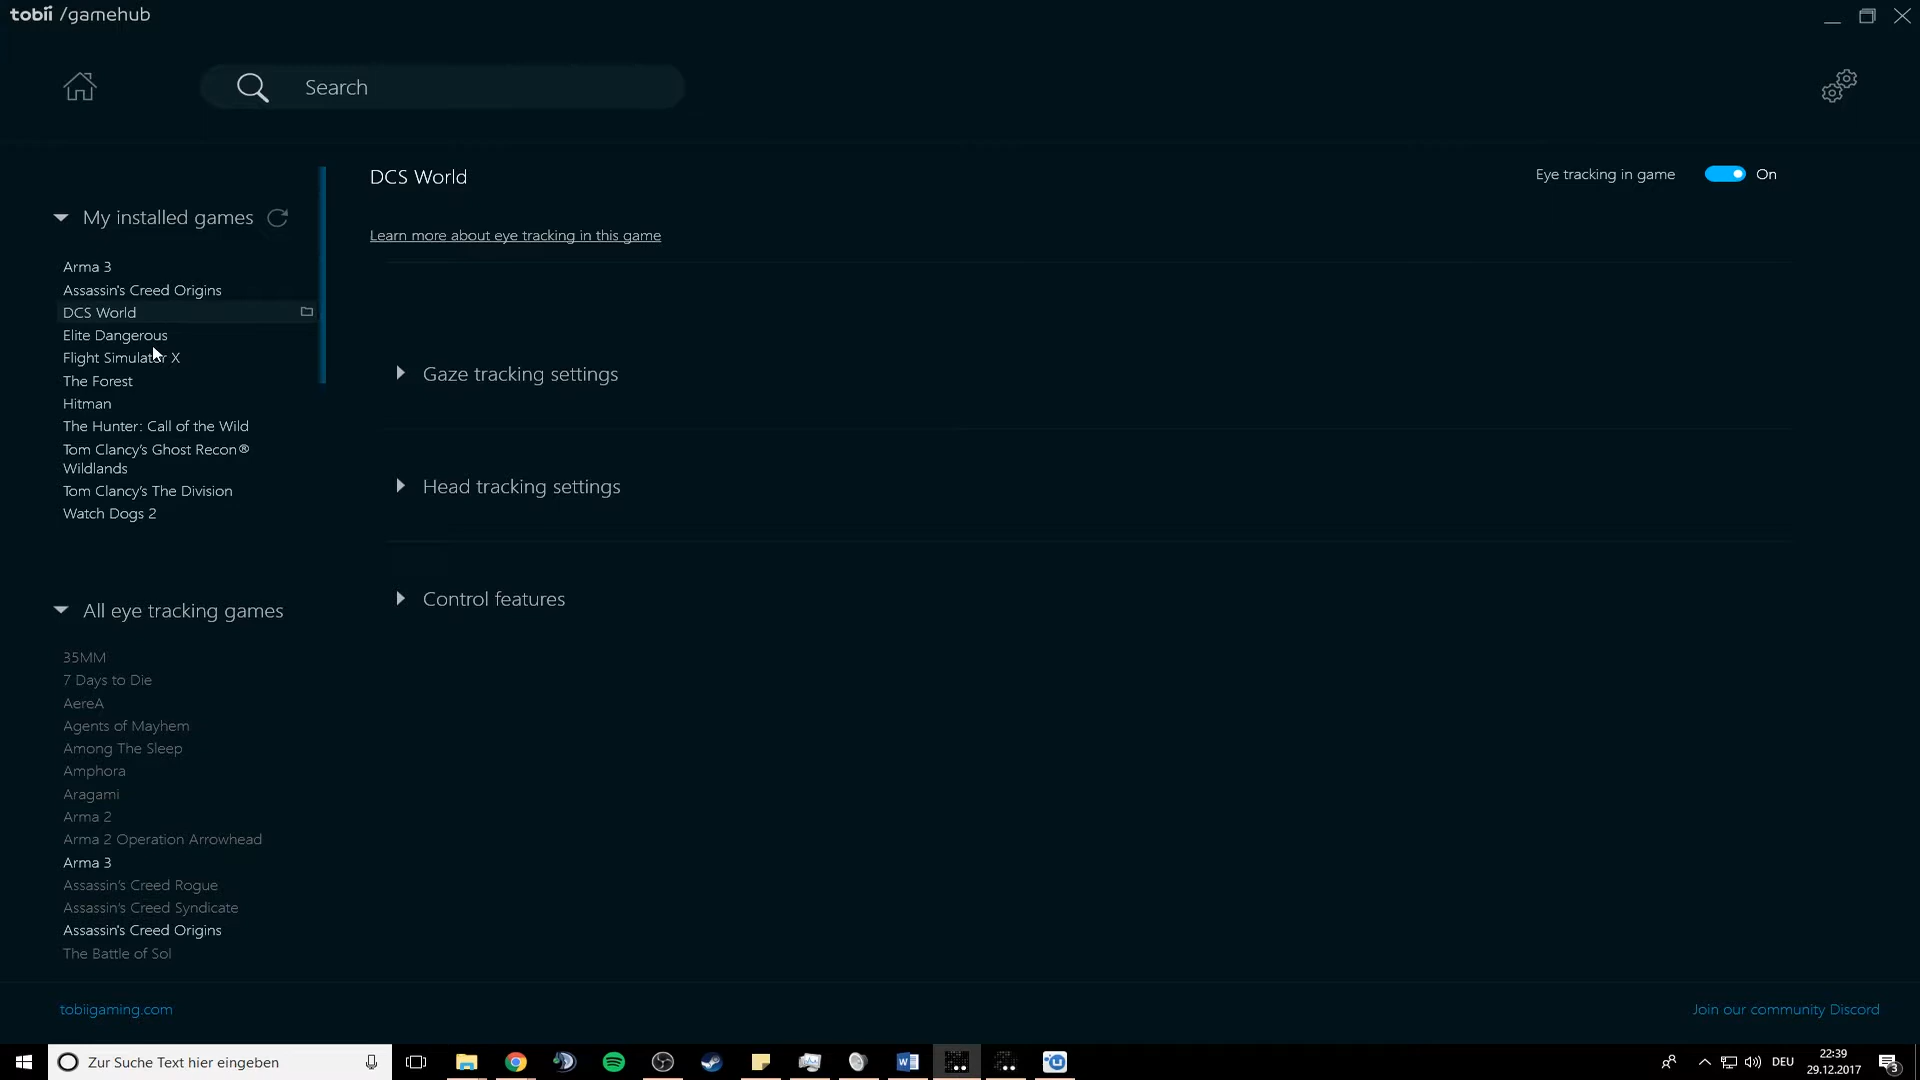 tobii /gamehub
Search
DCS World
Eye tracking in game
On
Learn more about eye tracking in this game
My installed games
Arma 3
Assassin's Creed Origins
DCS World
Elite Dangerous
Flight Simulator X
The Forest
Hitman
The Hunter: Call of the Wild
Tom Clancy's Ghost Recon®
Wildlands
Tom Clancy's The Division
Watch Dogs 2
Gaze tracking settings
Head tracking settings
Control features
All eye tracking games
35MM
7 Days to Die
AereA
Agents of Mayhem
Among The Sleep
Amphora
Aragami
Arma 2
Arma 2 Operation Arrowhead
Arma 3
Assassin's Creed Rogue
Assassin's Creed Syndicate
Assassin's Creed Origins
The Battle of Sol
tobiigaming.com
Join our community Discord
Zur Suche Text hier eingeben
DEU
22:39
29.12.2017
3